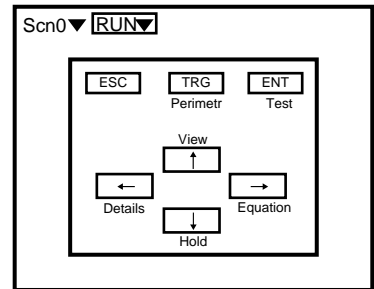 Scn0▼ RUN▼
ESC TRG ENT
Perimetr Test
View
↑
← →
Details Equation
↓
Hold